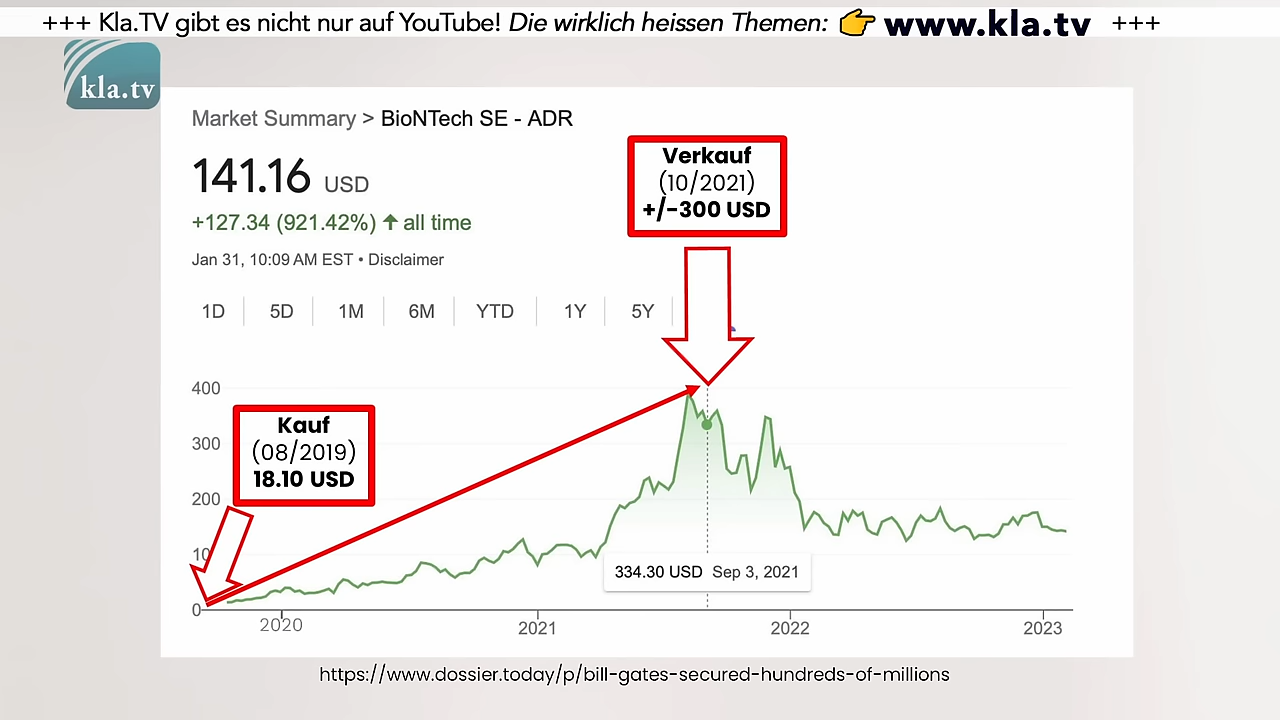 +++ Kla.TV gibt es nicht nur auf YouTube! Die wirklich heissen Themen: 👉 www.kla.tv +++
kla.tv
Market Summary > BioNTech SE - ADR
141.16 USD
+127.34 (921.42%) ↑ all time
Jan 31, 10:09 AM EST • Disclaimer
1D 5D 1M 6M YTD 1Y 5Y
Verkauf
(10/2021)
+/-300 USD
Kauf
(08/2019)
18.10 USD
400
300
200
10
0
334.30 USD Sep 3, 2021
2020 2021 2022 2023
https://www.dossier.today/p/bill-gates-secured-hundreds-of-millions